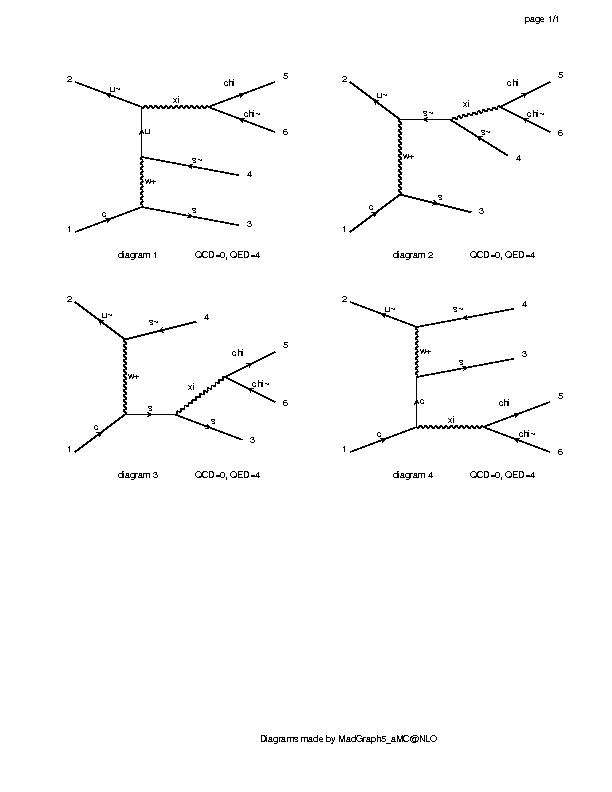 page 1/1
2 u~ xi chi 5
chi~ 6
u
s~ 4
w+
1 c s 3
diagram 1 QCD=0, QED=4
2 u~ s~ xi chi 5
chi~ 6
s~ 4
w+
1 c s 3
diagram 2 QCD=0, QED=4
2 u~ s~ 4
w+
xi chi 5
chi~ 6
1 c s s 3
diagram 3 QCD=0, QED=4
2 u~ s~ 4
w+
s 3
c
1 c xi chi 5
chi~ 6
diagram 4 QCD=0, QED=4
Diagrams made by MadGraph5_aMC@NLO